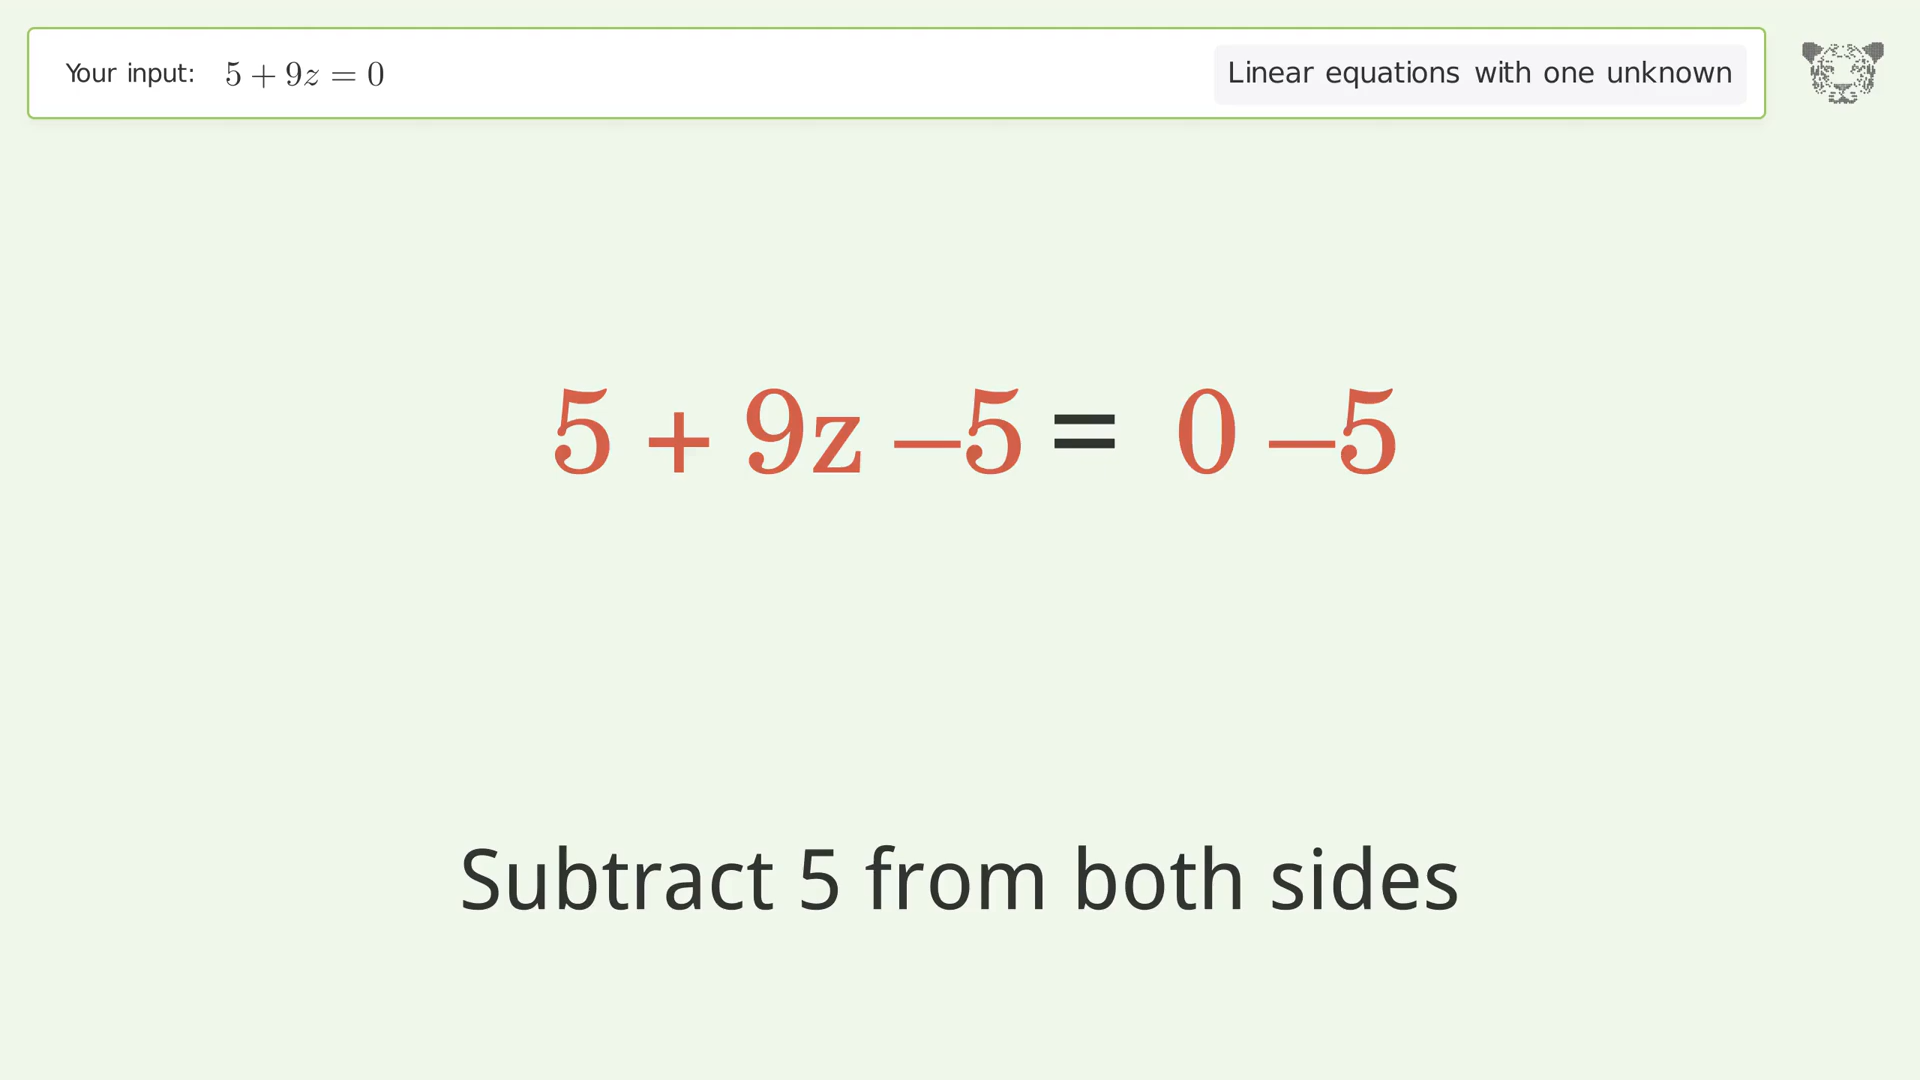 Your input: 5 + 9z = 0
Linear equations with one unknown
5 + 9z –5 = 0 –5
Subtract 5 from both sides